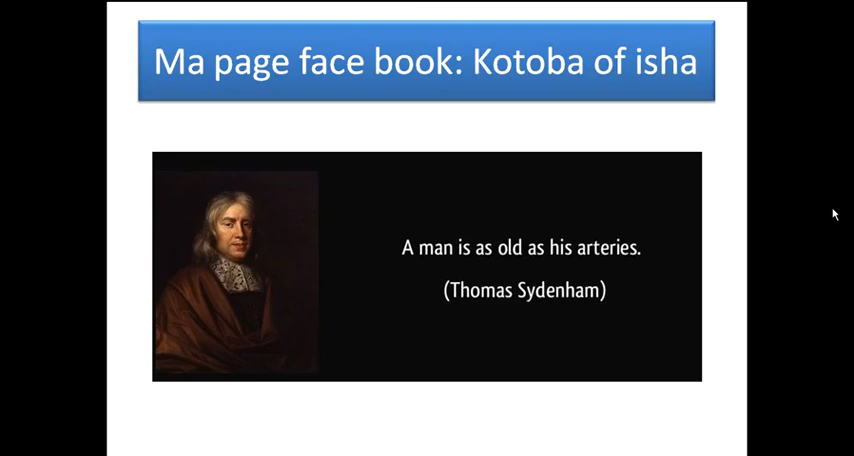 Ma page face book: Kotoba of isha
A man is as old as his arteries.
(Thomas Sydenham)